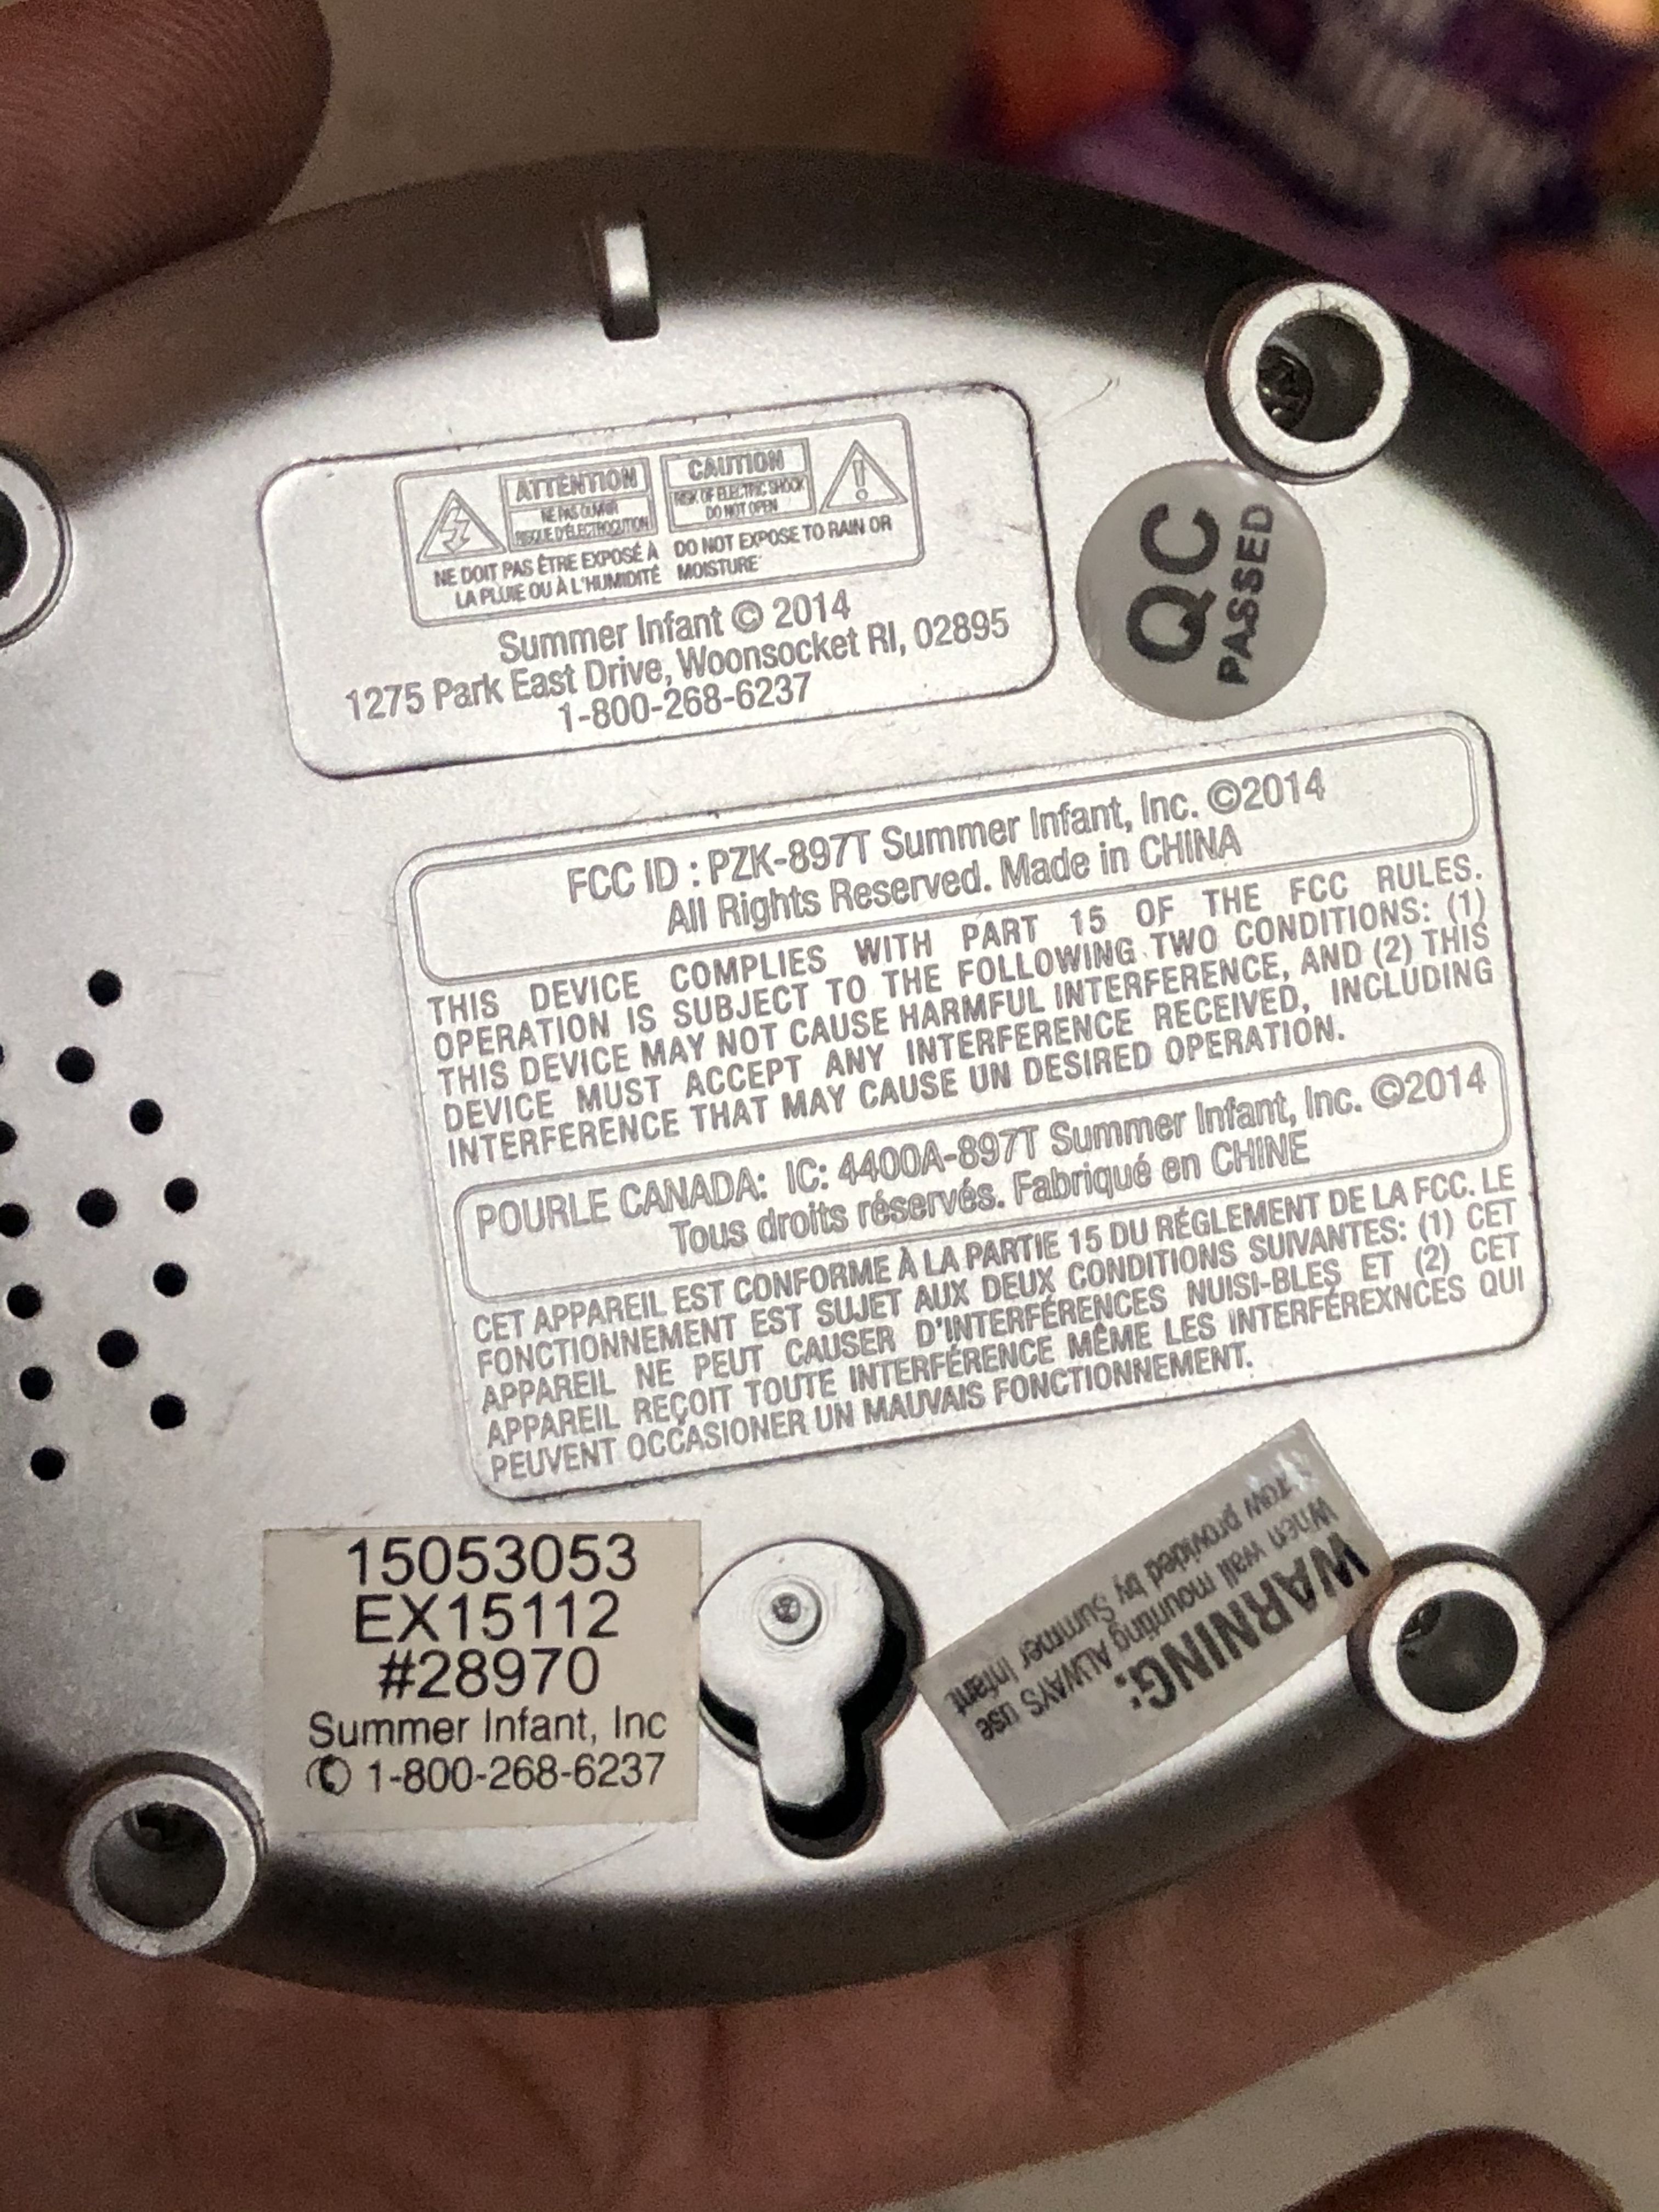 ATTENTION
NE PAS OUVRIR
RISQUE D'ÉLECTROCUTION
NE DOIT PAS ÊTRE EXPOSÉ À
LA PLUIE OU À L'HUMIDITÉ
CAUTION
RISK OF ELECTRIC SHOCK
DO NOT OPEN
DO NOT EXPOSE TO RAIN OR
MOISTURE
Summer Infant © 2014
1275 Park East Drive, Woonsocket RI, 02895
1-800-268-6237
QC
PASSED
FCC ID : PZK-897T Summer Infant, Inc. ©2014
All Rights Reserved. Made in CHINA
THIS DEVICE COMPLIES WITH PART 15 OF THE FCC RULES.
OPERATION IS SUBJECT TO THE FOLLOWING TWO CONDITIONS: (1)
THIS DEVICE MAY NOT CAUSE HARMFUL INTERFERENCE, AND (2) THIS
DEVICE MUST ACCEPT ANY INTERFERENCE RECEIVED, INCLUDING
INTERFERENCE THAT MAY CAUSE UN DESIRED OPERATION.
POURLE CANADA: IC: 4400A-897T Summer Infant, Inc. ©2014
Tous droits réservés. Fabriqué en CHINE
CET APPAREIL EST CONFORME À LA PARTIE 15 DU RÉGLEMENT DE LA FCC. LE
FONCTIONNEMENT EST SUJET AUX DEUX CONDITIONS SUIVANTES: (1) CET
APPAREIL NE PEUT CAUSER D'INTERFÉRENCES NUISI-BLES ET (2) CET
APPAREIL REÇOIT TOUTE INTERFÉRENCE MÊME LES INTERFÉREXNCES QUI
PEUVENT OCCASIONER UN MAUVAIS FONCTIONNEMENT.
15053053
EX15112
#28970
Summer Infant, Inc
✆ 1-800-268-6237
WARNING:
When wall mounting ALWAYS use
provided by Summer Infant